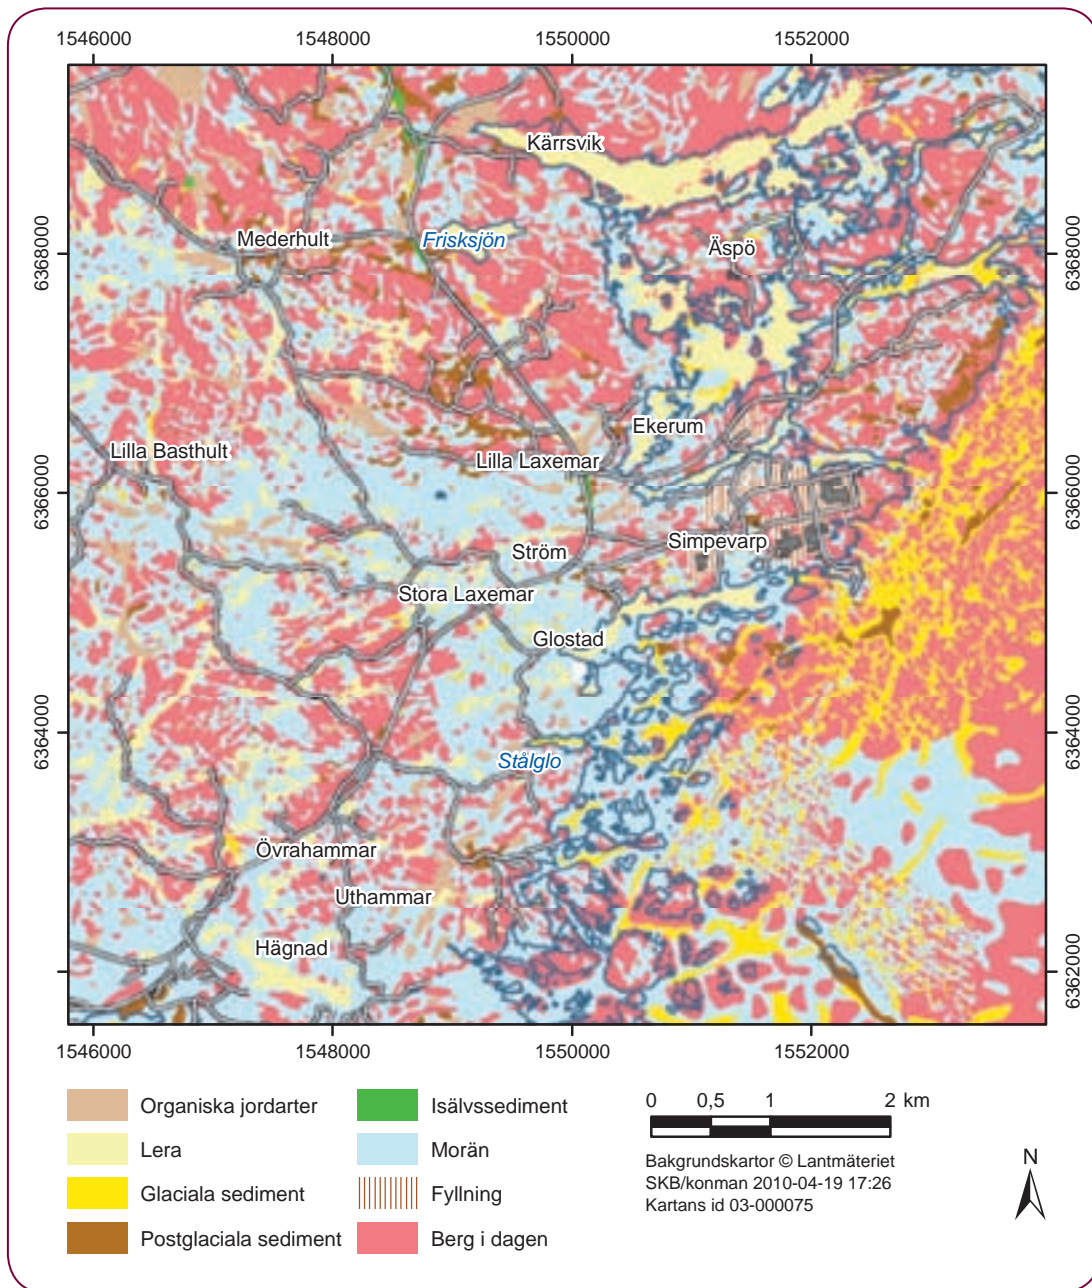 1546000 1548000 1550000 1552000
Kärrsvik
Mederhult
Frisksjön
Äspö
6368000
6368000
Ekerum
Lilla Basthult
Lilla Laxemar
6366000
6366000
Simpevarp
Ström
Stora Laxemar
Glostad
6364000
6364000
Stålglo
Övrahammar
Uthammar
Hägnad
6362000
1546000 1548000 1550000 1552000
Organiska jordarter
Lera
Glaciala sediment
Postglaciala sediment
Isälvssediment
Morän
Fyllning
Berg i dagen
0 0,5 1 2 km
Bakgrundskartor © Lantmäteriet
SKB/konman 2010-04-19 17:26
Kartans id 03-000075
N